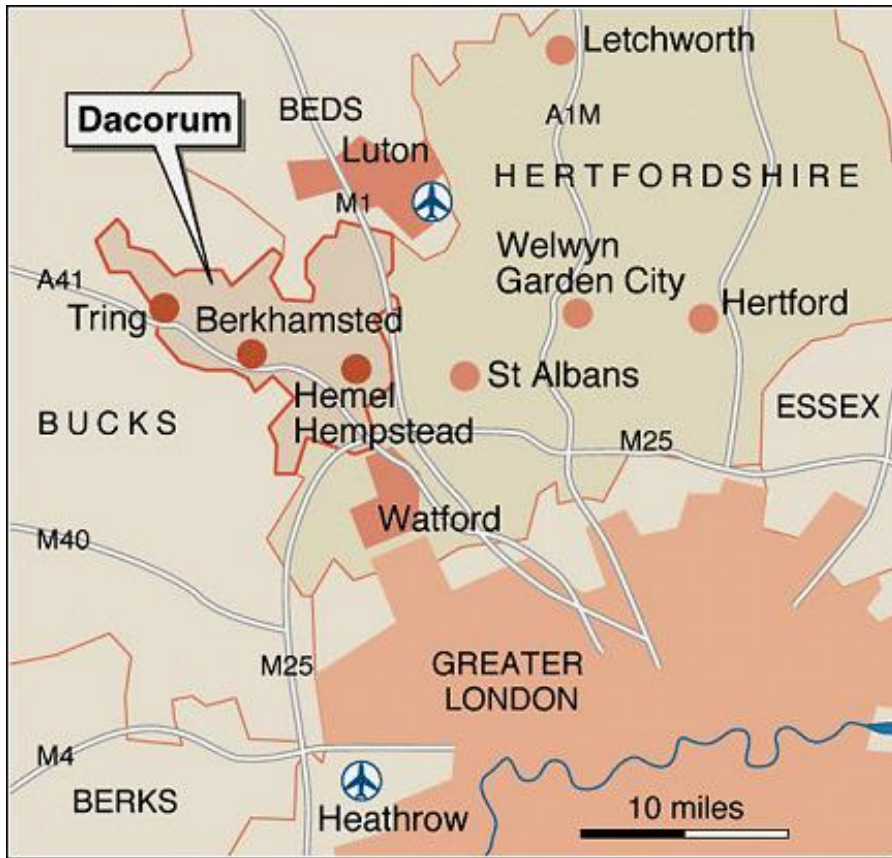 Letchworth
Dacorum
BEDS
A1M
Luton
HERTFORDSHIRE
M1
Welwyn
Garden City
A41
Tring
Berkhamsted
Hertford
St Albans
Hemel
Hempstead
BUCKS
ESSEX
M25
Watford
M40
M25
GREATER
LONDON
M4
BERKS
Heathrow
10 miles